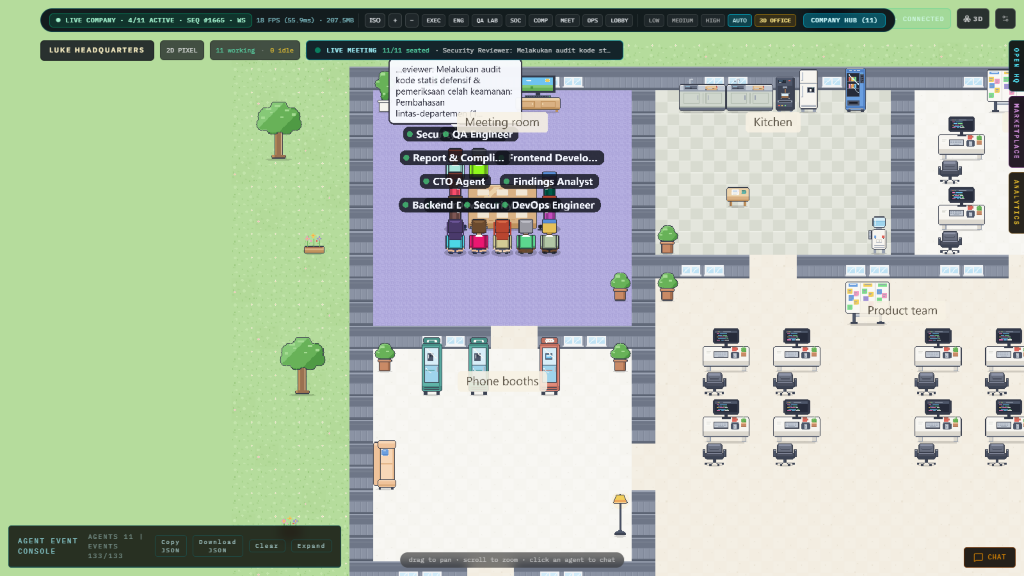 LIVE COMPANY · 4/11 ACTIVE · SEQ #1665 · WS
18 FPS (55.9ms) · 207.5MB
ISO + − EXEC ENG QA LAB SOC COMP MEET OPS LOBBY
LOW MEDIUM HIGH AUTO 3D OFFICE
COMPANY HUB (11)
CONNECTED
3D
LUKE HEADQUARTERS
2D PIXEL
11 working · 0 idle
LIVE MEETING 11/11 seated · Security Reviewer: Melakukan audit kode st…
OPEN HQ
MARKETPLACE
ANALYTICS
…eviewer: Melakukan audit
kode statis defensif &
pemeriksaan celah keamanan:
Pembahasan
lintas-departemen
Meeting room
Kitchen
Secu
QA Engineer
Report & Compli…
Frontend Develo…
CTO Agent
Findings Analyst
Backend D
Secur
DevOps Engineer
Product team
Phone booths
AGENT EVENT
CONSOLE
AGENTS 11 |
EVENTS
133/133
Copy
JSON
Download
JSON
Clear
Expand
drag to pan · scroll to zoom · click an agent to chat
CHAT